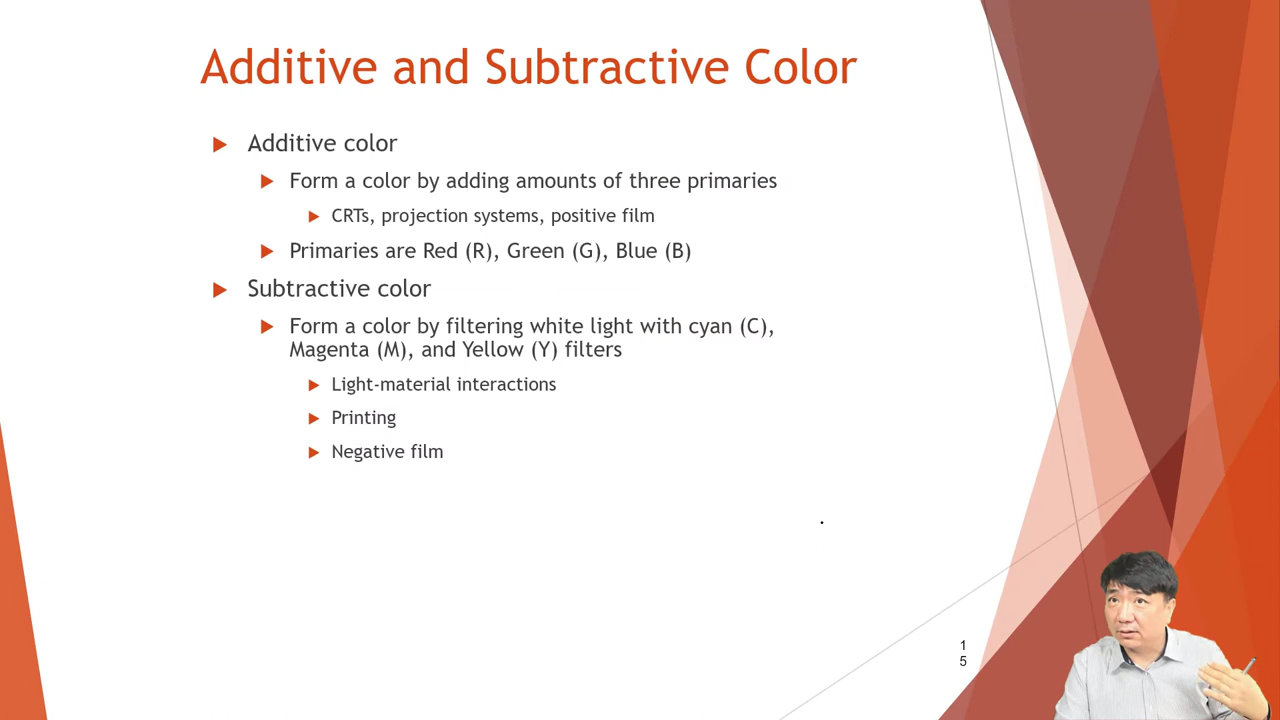 Additive and Subtractive Color
Additive color
Form a color by adding amounts of three primaries
CRTs, projection systems, positive film
Primaries are Red (R), Green (G), Blue (B)
Subtractive color
Form a color by filtering white light with cyan (C),
Magenta (M), and Yellow (Y) filters
Light-material interactions
Printing
Negative film
1
5